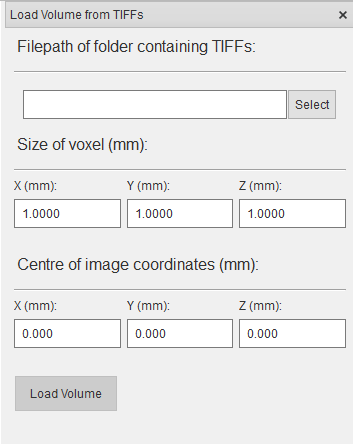 Load Volume from TIFFs ×
Filepath of folder containing TIFFs:
Select
Size of voxel (mm):
X (mm): Y (mm): Z (mm):
1.0000 1.0000 1.0000
Centre of image coordinates (mm):
X (mm): Y (mm): Z (mm):
0.000 0.000 0.000
Load Volume